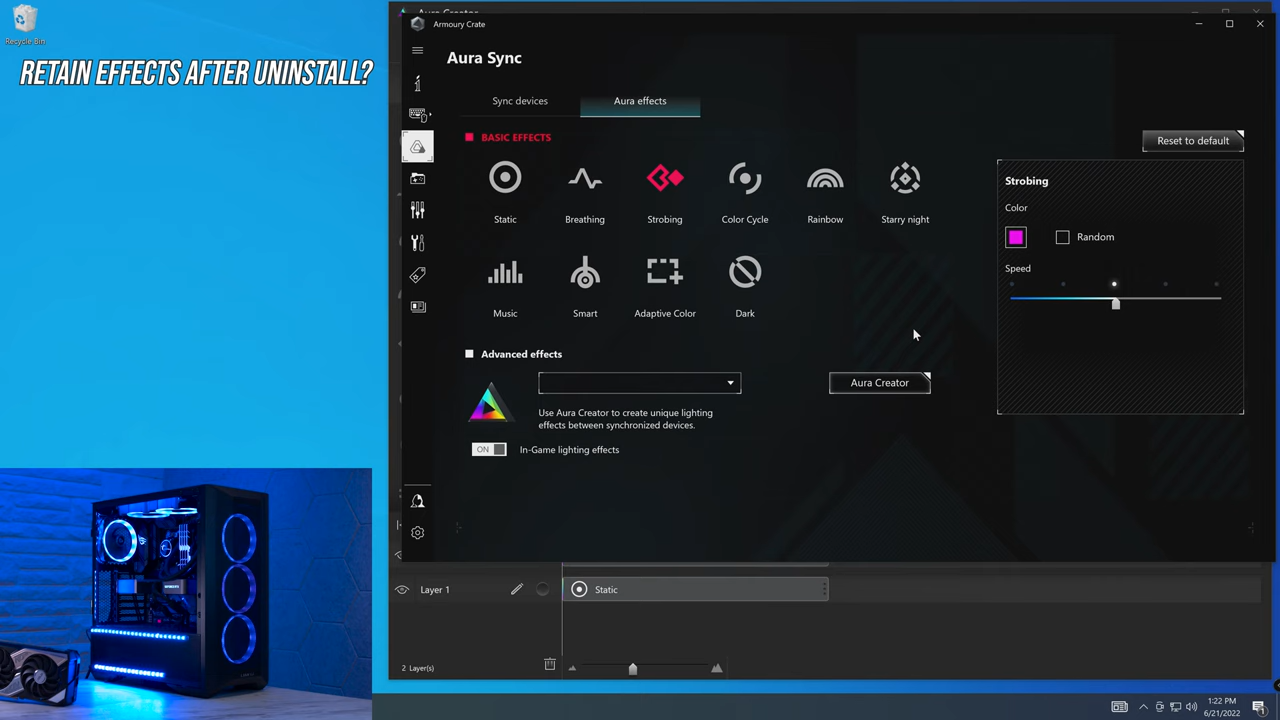 Recycle Bin
RETAIN EFFECTS AFTER UNINSTALL?
Armoury Crate
Aura Sync
Sync devices
Aura effects
BASIC EFFECTS
Static
Breathing
Strobing
Color Cycle
Rainbow
Starry night
Music
Smart
Adaptive Color
Dark
Advanced effects
Aura Creator
Use Aura Creator to create unique lighting
effects between synchronized devices.
ON
In-Game lighting effects
Reset to default
Strobing
Color
Random
Speed
Layer 1
Static
2 Layer(s)
1:22 PM
6/21/2022